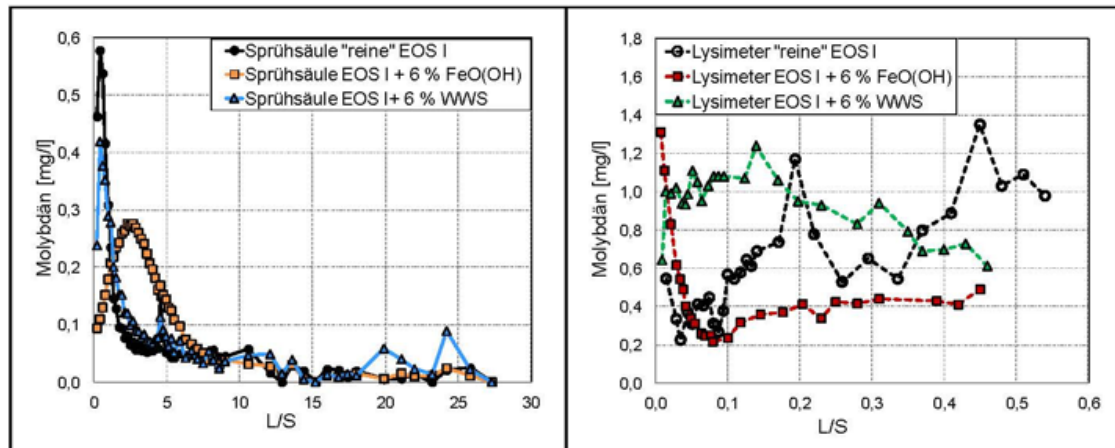 0,6
0,5
0,4
0,3
0,2
0,1
0,0
Molybdän [mg/l]
Sprühsäule "reine" EOS I
Sprühsäule EOS I + 6 % FeO(OH)
Sprühsäule EOS I+ 6 % WWS
0 5 10 15 20 25 30
L/S
1,8
1,6
1,4
1,2
1,0
0,8
0,6
0,4
0,2
0,0
Molybdän [mg/l]
Lysimeter "reine" EOS I
Lysimeter EOS I + 6 % FeO(OH)
Lysimeter EOS I + 6 % WWS
0,0 0,1 0,2 0,3 0,4 0,5 0,6
L/S